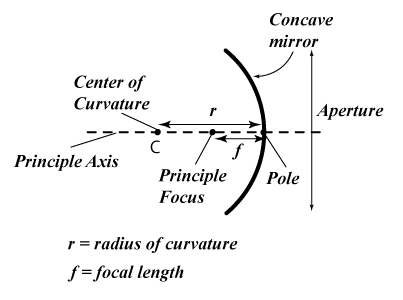 Concave
mirror
Center of
Curvature
r
Aperture
C
f
Principle Axis
Principle
Focus
Pole
r = radius of curvature
f = focal length